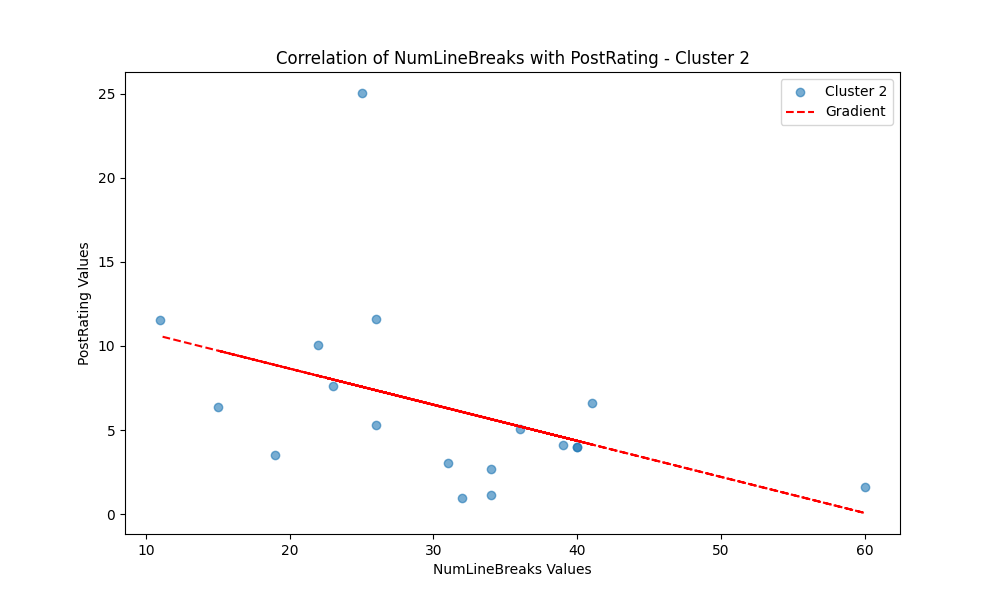 Correlation of NumLineBreaks with PostRating - Cluster 2
Cluster 2
Gradient
PostRating Values
25
20
15
10
5
0
10
20
30
40
50
60
NumLineBreaks Values